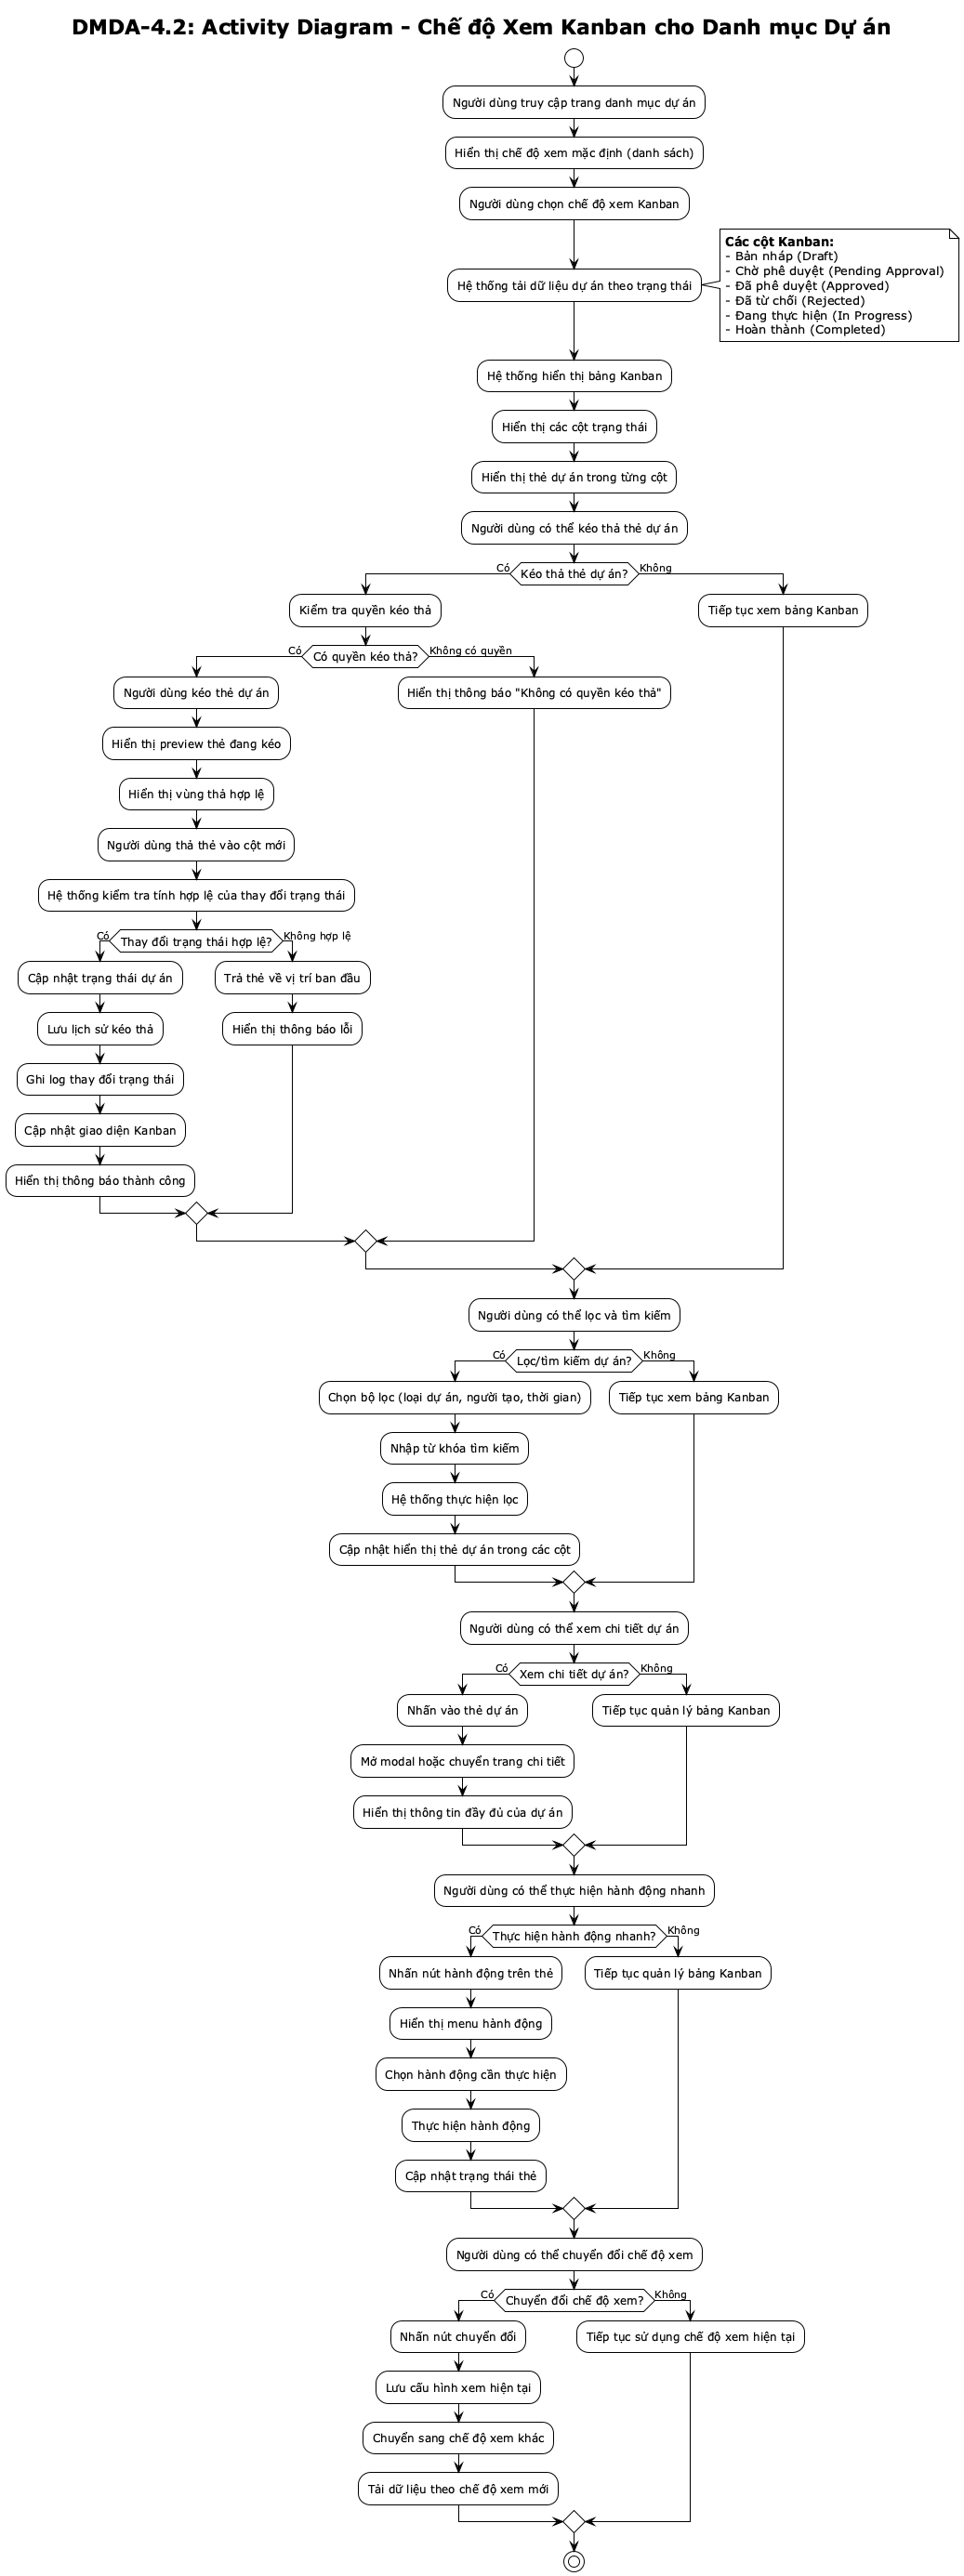 DMDA-4.2: Activity Diagram - Chế độ Xem Kanban cho Danh mục Dự án
Người dùng truy cập trang danh mục dự án
Hiển thị chế độ xem mặc định (danh sách)
Người dùng chọn chế độ xem Kanban
Hệ thống tải dữ liệu dự án theo trạng thái
Các cột Kanban:
- Bản nháp (Draft)
- Chờ phê duyệt (Pending Approval)
- Đã phê duyệt (Approved)
- Đã từ chối (Rejected)
- Đang thực hiện (In Progress)
- Hoàn thành (Completed)
Hệ thống hiển thị bảng Kanban
Hiển thị các cột trạng thái
Hiển thị thẻ dự án trong từng cột
Người dùng có thể kéo thả thẻ dự án
Có
Kéo thả thẻ dự án?
Không
Kiểm tra quyền kéo thả
Tiếp tục xem bảng Kanban
Có
Có quyền kéo thả?
Không có quyền
Người dùng kéo thẻ dự án
Hiển thị thông báo "Không có quyền kéo thả"
Hiển thị preview thẻ đang kéo
Hiển thị vùng thả hợp lệ
Người dùng thả thẻ vào cột mới
Hệ thống kiểm tra tính hợp lệ của thay đổi trạng thái
Có
Thay đổi trạng thái hợp lệ?
Không hợp lệ
Cập nhật trạng thái dự án
Trả thẻ về vị trí ban đầu
Lưu lịch sử kéo thả
Hiển thị thông báo lỗi
Ghi log thay đổi trạng thái
Cập nhật giao diện Kanban
Hiển thị thông báo thành công
Người dùng có thể lọc và tìm kiếm
Có
Lọc/tìm kiếm dự án?
Không
Chọn bộ lọc (loại dự án, người tạo, thời gian)
Tiếp tục xem bảng Kanban
Nhập từ khóa tìm kiếm
Hệ thống thực hiện lọc
Cập nhật hiển thị thẻ dự án trong các cột
Người dùng có thể xem chi tiết dự án
Có
Xem chi tiết dự án?
Không
Nhấn vào thẻ dự án
Tiếp tục quản lý bảng Kanban
Mở modal hoặc chuyển trang chi tiết
Hiển thị thông tin đầy đủ của dự án
Người dùng có thể thực hiện hành động nhanh
Có
Thực hiện hành động nhanh?
Không
Nhấn nút hành động trên thẻ
Tiếp tục quản lý bảng Kanban
Hiển thị menu hành động
Chọn hành động cần thực hiện
Thực hiện hành động
Cập nhật trạng thái thẻ
Người dùng có thể chuyển đổi chế độ xem
Có
Chuyển đổi chế độ xem?
Không
Nhấn nút chuyển đổi
Tiếp tục sử dụng chế độ xem hiện tại
Lưu cấu hình xem hiện tại
Chuyển sang chế độ xem khác
Tải dữ liệu theo chế độ xem mới